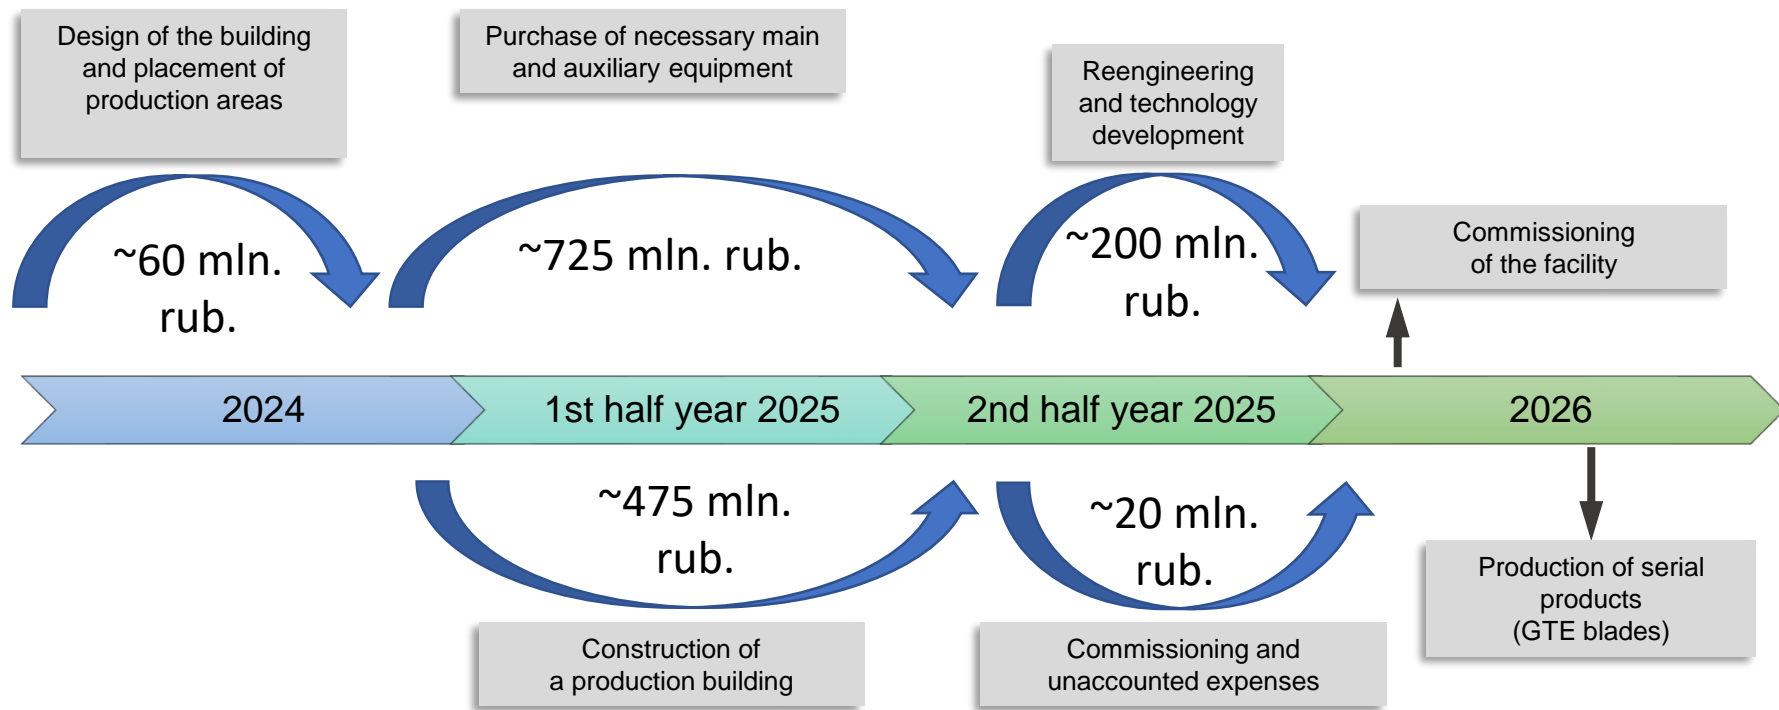 Design of the building
and placement of
production areas
Purchase of necessary main
and auxiliary equipment
Reengineering
and technology
development
Commissioning
of the facility
~60 mln.
rub.
~725 mln. rub.
~200 mln.
rub.
2024
1st half year 2025
2nd half year 2025
2026
~475 mln.
rub.
~20 mln.
rub.
Construction of
a production building
Commissioning and
unaccounted expenses
Production of serial
products
(GTE blades)